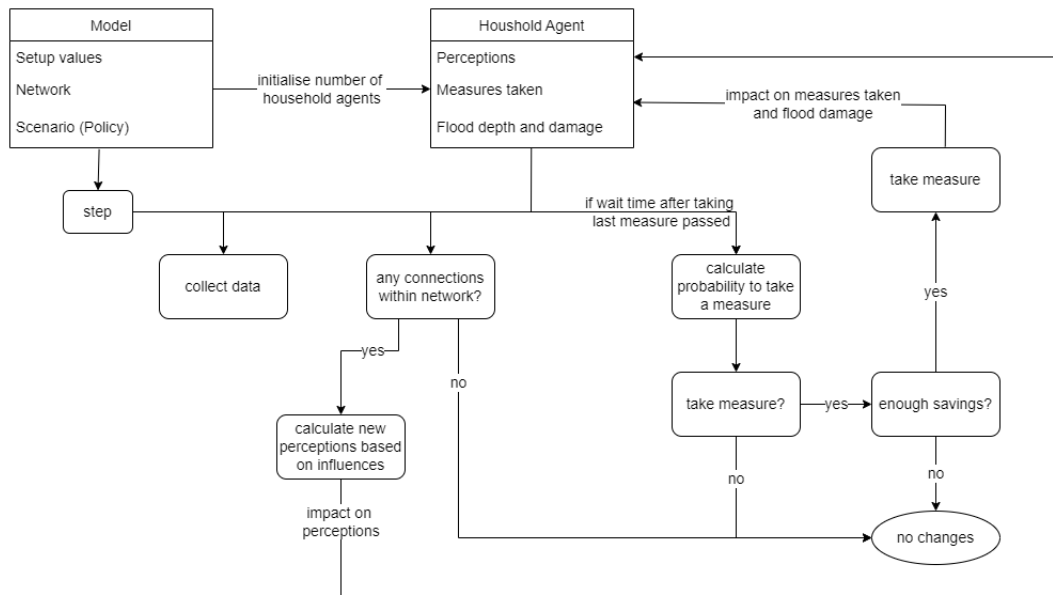 Model
Setup values
Network
Scenario (Policy)
initialise number of
household agents
Houshold Agent
Perceptions
Measures taken
Flood depth and damage
impact on measures taken
and flood damage
take measure
step
if wait time after taking
last measure passed
collect data
any connections
within network?
calculate
probability to take
a measure
yes
yes
no
take measure?
yes
enough savings?
calculate new
perceptions based
on influences
no
no
impact on
perceptions
no changes